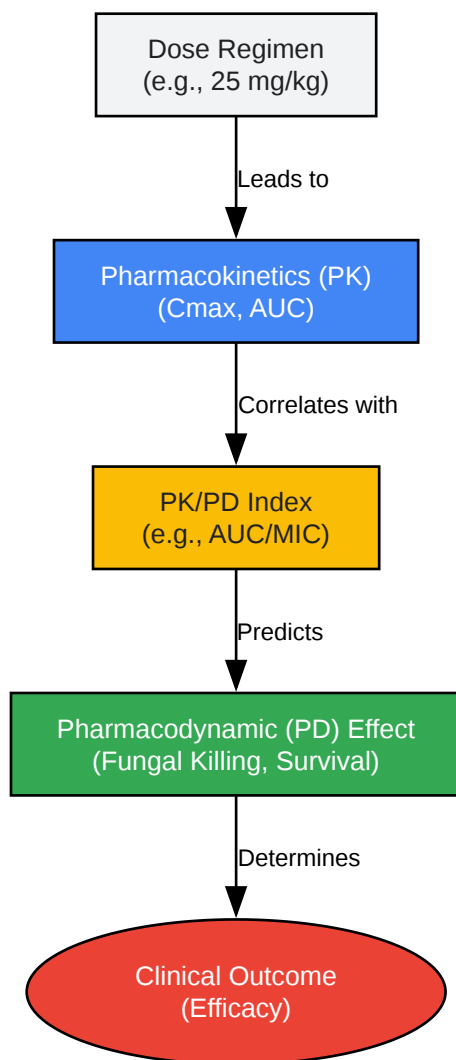 Dose Regimen
(e.g., 25 mg/kg)
Leads to
Pharmacokinetics (PK)
(Cmax, AUC)
Correlates with
PK/PD Index
(e.g., AUC/MIC)
Predicts
Pharmacodynamic (PD) Effect
(Fungal Killing, Survival)
Determines
Clinical Outcome
(Efficacy)